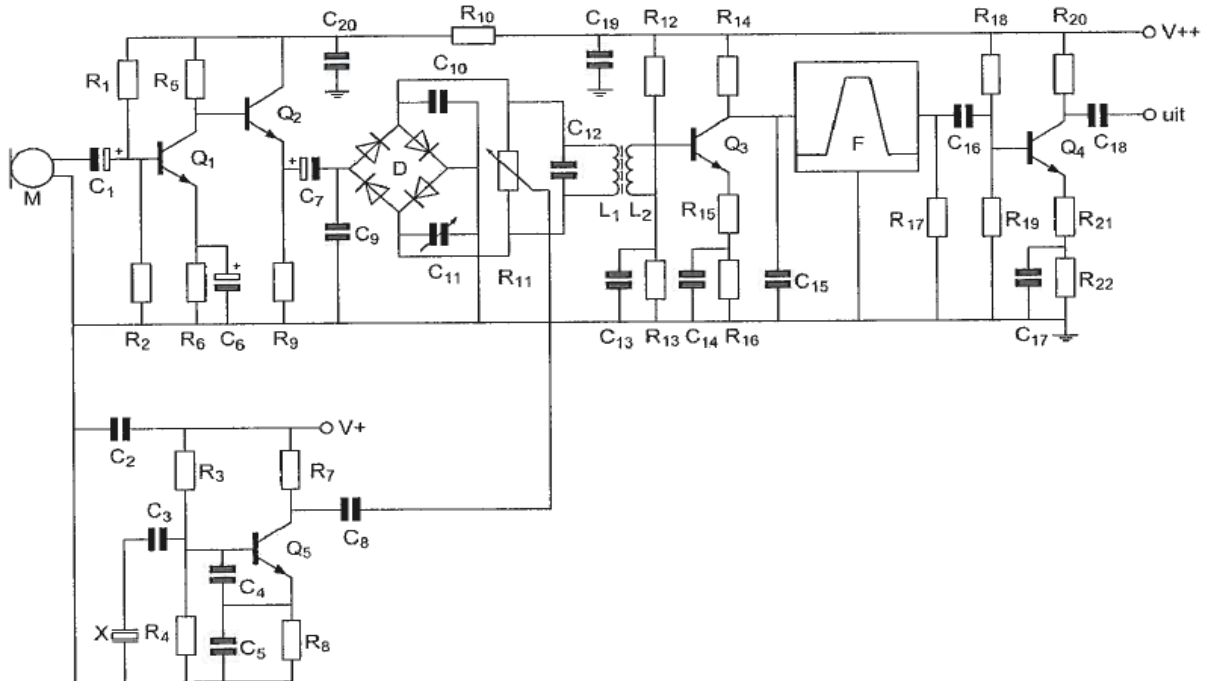 C20 R10 C19 R12 R14 R18 R20
V++
R1 R5 C10
Q2 C12
Q1 D Q3 F C16 Q4 C18 uit
M C1 C7
L1 L2 R15 R17 R19 R21
C9
C11 R11 C15 R22
R2 R6 C6 R9 C13 R13 C14 R16 C17
V+
C2
R3 R7
C3
C8
Q5
C4
X R4 C5 R8